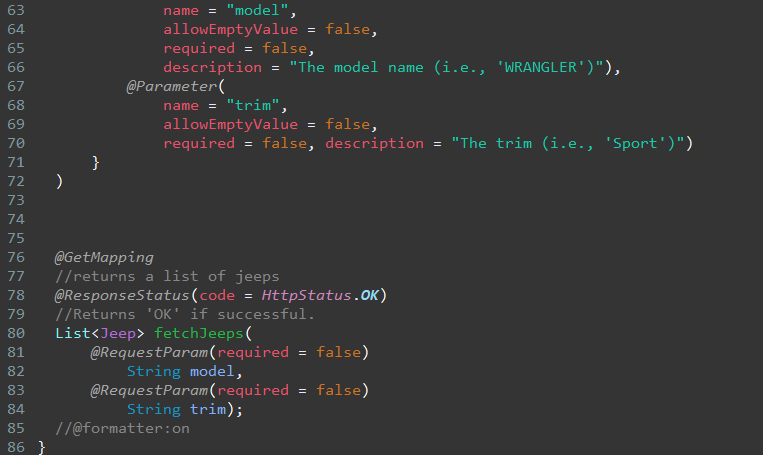 63 name = "model",
64 allowEmptyValue = false,
65 required = false,
66 description = "The model name (i.e., 'WRANGLER')"),
67 @Parameter(
68 name = "trim",
69 allowEmptyValue = false,
70 required = false, description = "The trim (i.e., 'Sport')")
71 }
72 )
73
74
75
76 @GetMapping
77 //returns a list of jeeps
78 @ResponseStatus(code = HttpStatus.OK)
79 //Returns 'OK' if successful.
80 List<Jeep> fetchJeeps(
81 @RequestParam(required = false)
82 String model,
83 @RequestParam(required = false)
84 String trim);
85 //@formatter:on
86 }